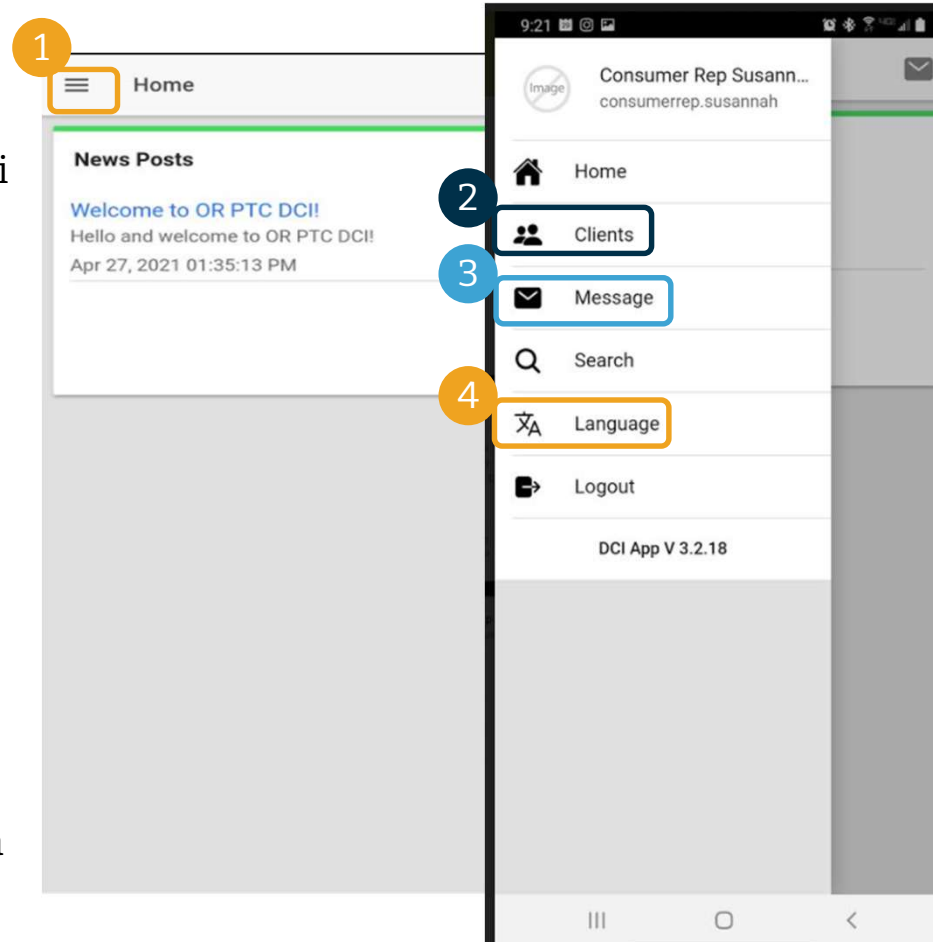 1
Home
i
News Posts
Welcome to OR PTC DCI!
Hello and welcome to OR PTC DCI!
Apr 27, 2021 01:35:13 PM
9:21
Image
Consumer Rep Susann...
consumerrep.susannah
Home
2
Clients
3
Message
Search
4
Language
Logout
DCI App V 3.2.18